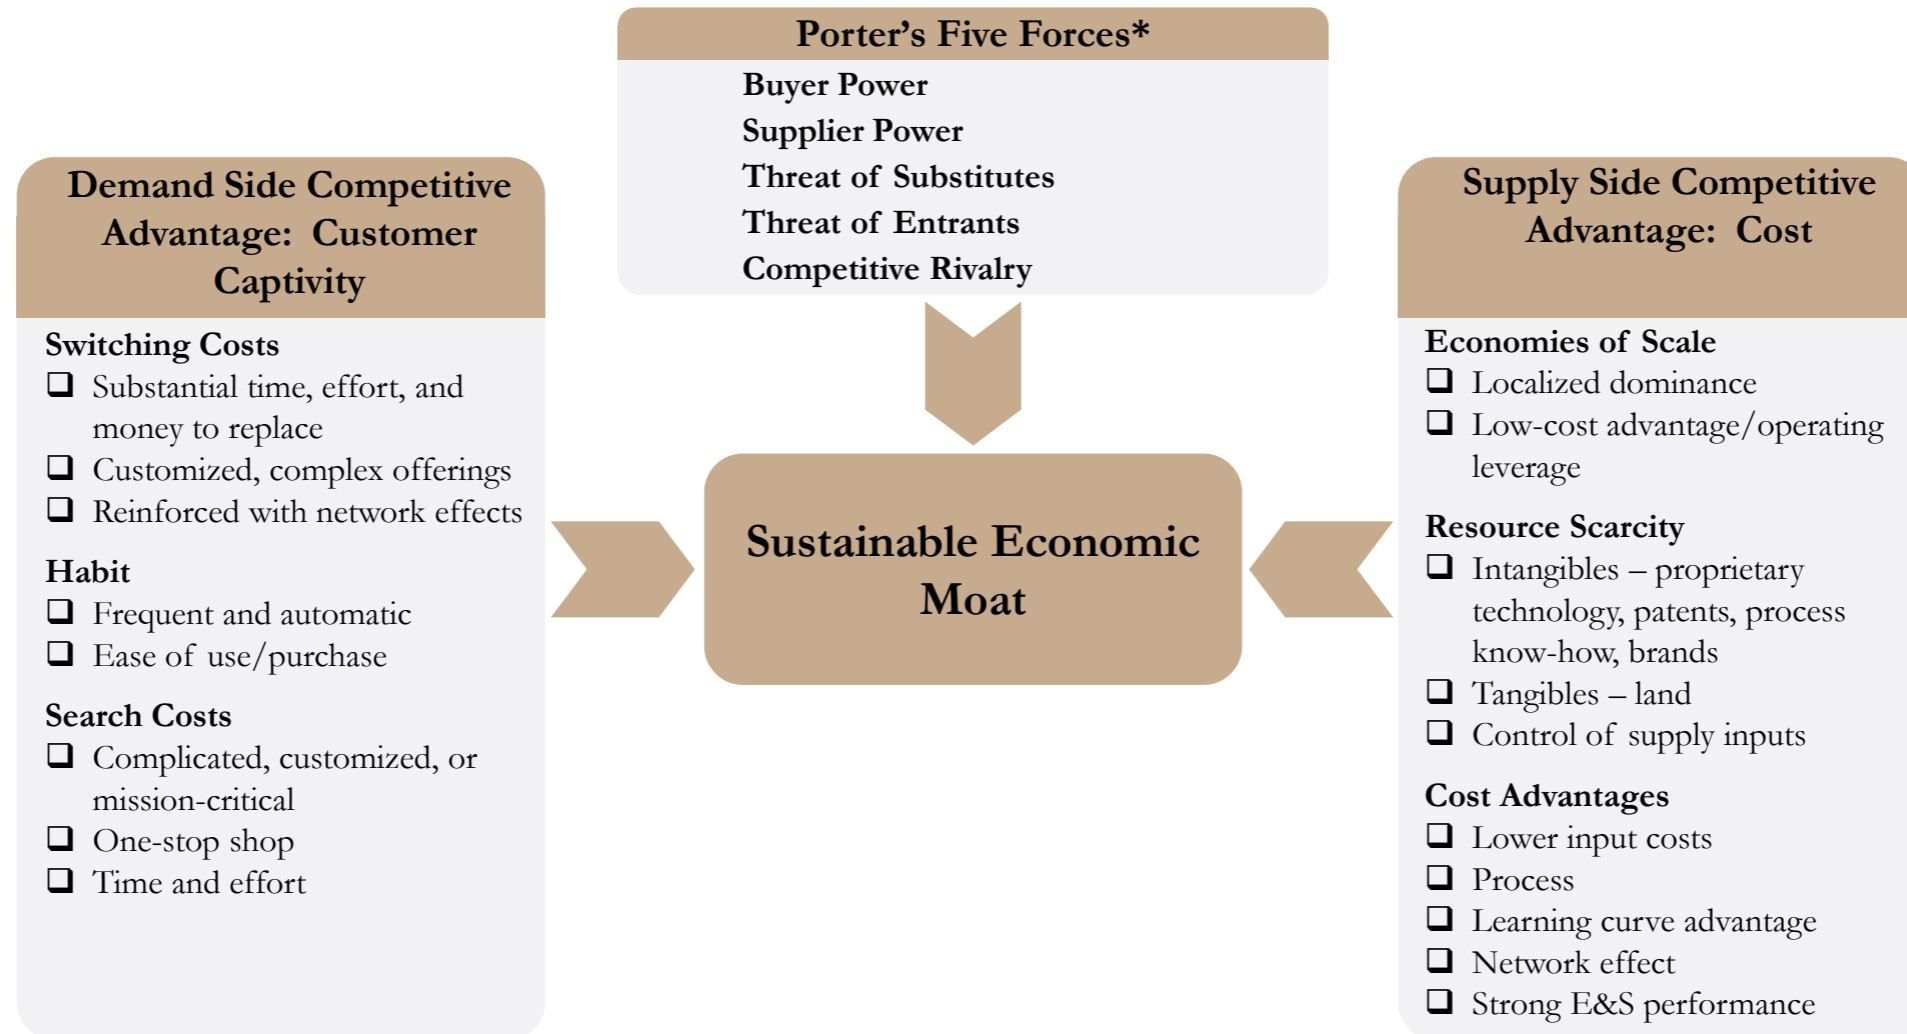 Porter's Five Forces*
Buyer Power
Supplier Power
Threat of Substitutes
Threat of Entrants
Competitive Rivalry
Demand Side Competitive
Advantage: Customer
Captivity
Switching Costs
❑ Substantial time, effort, and
money to replace
❑ Customized, complex offerings
❑ Reinforced with network effects
Habit
❑ Frequent and automatic
❑ Ease of use/purchase
Search Costs
❑ Complicated, customized, or
mission-critical
❑ One-stop shop
❑ Time and effort
Sustainable Economic
Moat
Supply Side Competitive
Advantage: Cost
Economies of Scale
❑ Localized dominance
❑ Low-cost advantage/operating
leverage
Resource Scarcity
❑ Intangibles – proprietary
technology, patents, process
know-how, brands
❑ Tangibles – land
❑ Control of supply inputs
Cost Advantages
❑ Lower input costs
❑ Process
❑ Learning curve advantage
❑ Network effect
❑ Strong E&S performance